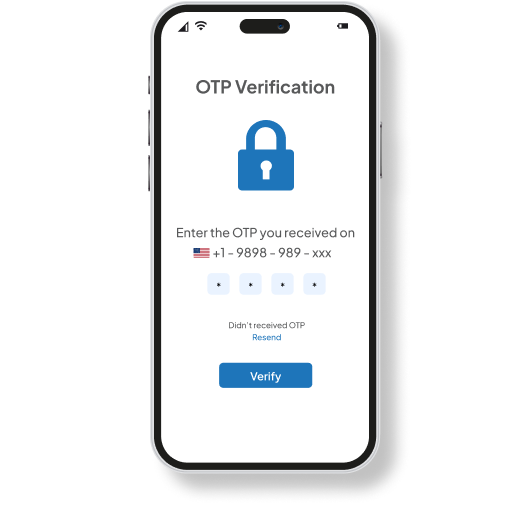 OTP Verification
Enter the OTP you received on
+1 - 9898 - 989 - xxx
* * * *
Didn't received OTP
Resend
Verify